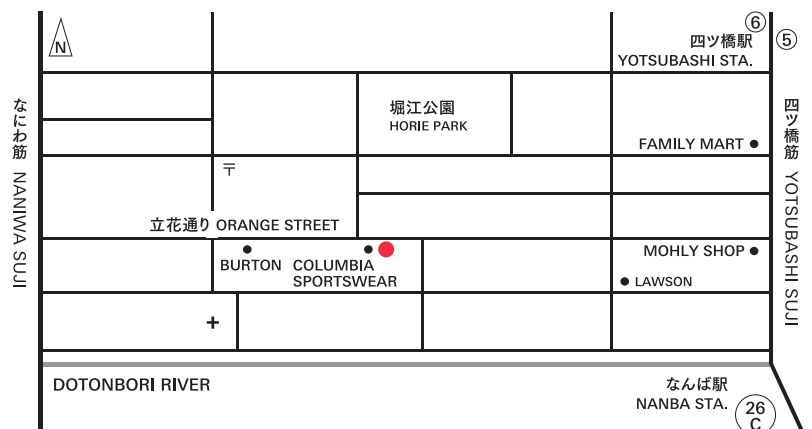 N
⑥
⑤
四ツ橋駅
YOTSUBASHI STA.
堀江公園
HORIE PARK
なにわ筋 NANIWA SUJI
四ツ橋筋 YOTSUBASHI SUJI
FAMILY MART
〒
立花通り ORANGE STREET
BURTON
COLUMBIA
SPORTSWEAR
MOHLY SHOP
LAWSON
DOTONBORI RIVER
なんば駅
NANBA STA.
26
C